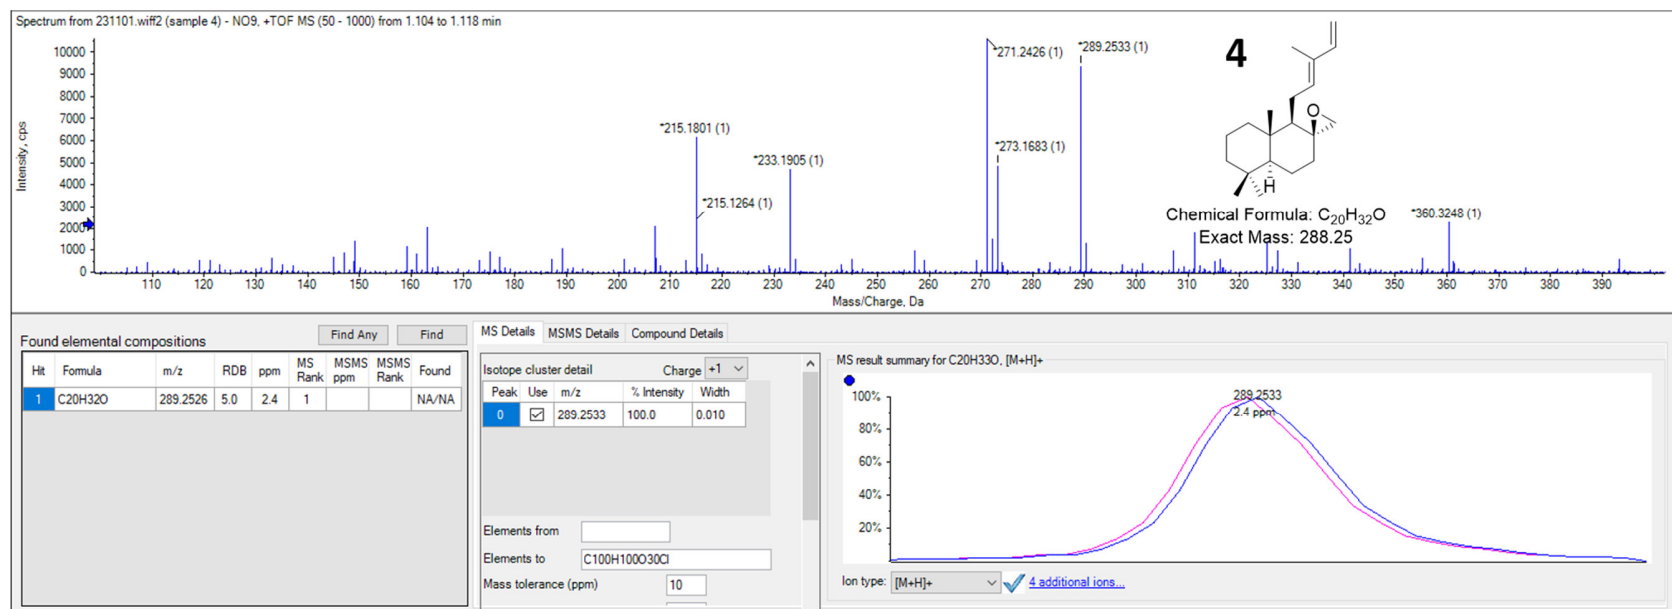 Spectrum from 231101.wiff2 (sample 4) - NO9, +TOF MS (50 - 1000) from 1.104 to 1.118 min
Intensity, cps
10000
9000
8000
7000
6000
5000
4000
3000
2000
1000
0
*215.1801 (1)
*215.1264 (1)
*233.1905 (1)
*271.2426 (1)
*273.1683 (1)
*289.2533 (1)
*360.3248 (1)
4
O
H
Chemical Formula: C20H32O
Exact Mass: 288.25
110 120 130 140 150 160 170 180 190 200 210 220 230 240 250 260 270 280 290 300 310 320 330 340 350 360 370 380 390
Mass/Charge, Da
Found elemental compositions
Find Any
Find
Hit Formula m/z RDB ppm MS Rank MSMS ppm MSMS Rank Found
1 C20H32O 289.2526 5.0 2.4 1 NA/NA
MS Details MSMS Details Compound Details
Isotope cluster detail
Charge +1
Peak Use m/z % Intensity Width
0 289.2533 100.0 0.010
Elements from
Elements to C100H100O30Cl
Mass tolerance (ppm) 10
MS result summary for C20H33O, [M+H]+
100%
80%
60%
40%
20%
289.2533
2.4 ppm
Ion type: [M+H]+ 4 additional ions...